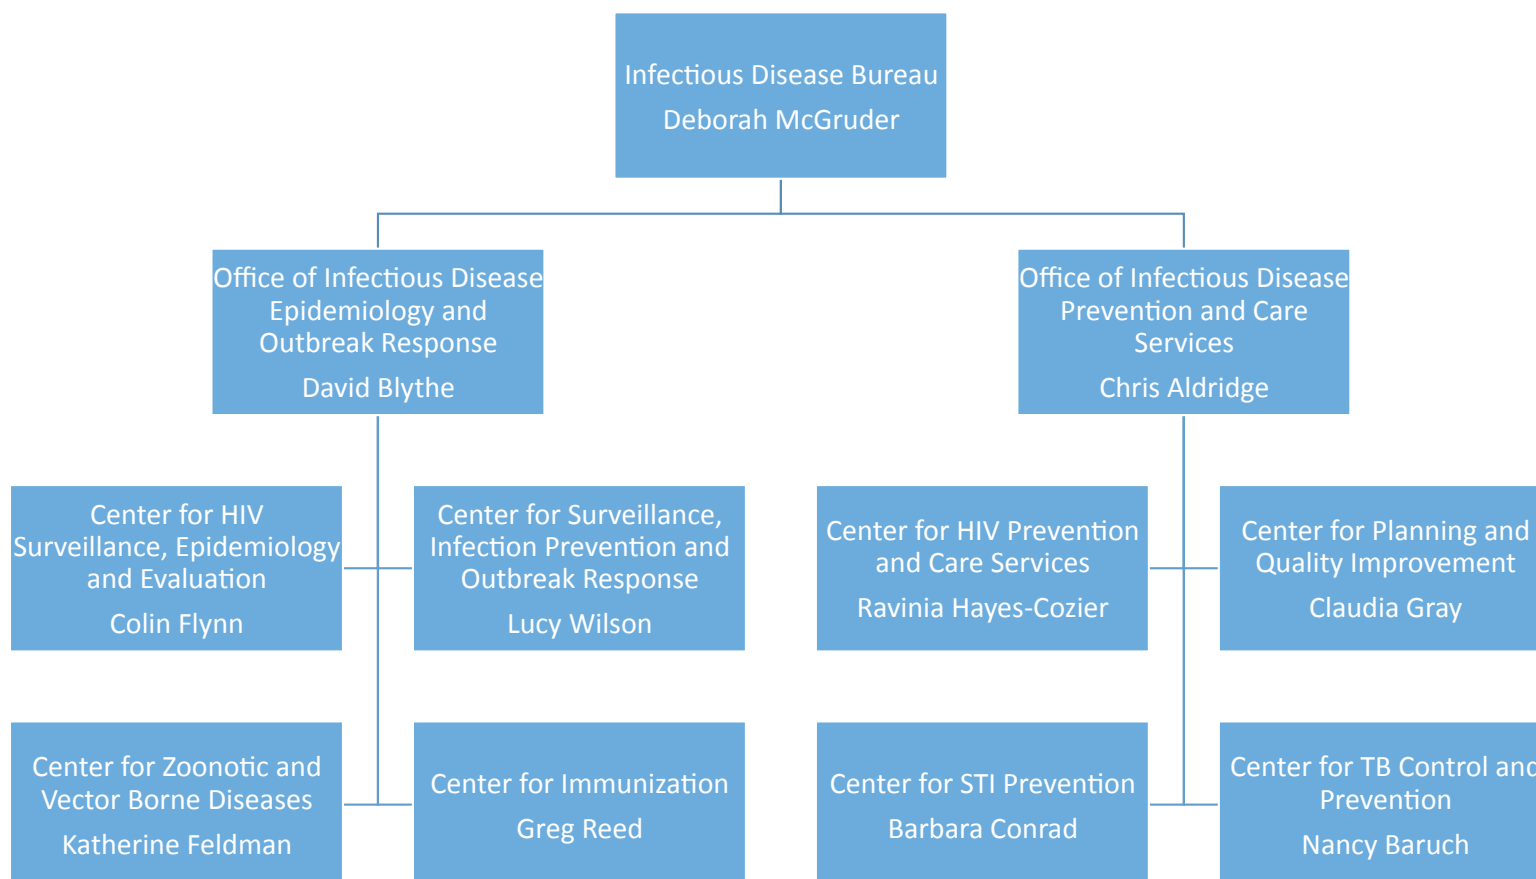 Infectious Disease Bureau
Deborah McGruder
Office of Infectious Disease
Epidemiology and
Outbreak Response
David Blythe
Office of Infectious Disease
Prevention and Care
Services
Chris Aldridge
Center for HIV
Surveillance, Epidemiology
and Evaluation
Colin Flynn
Center for Surveillance,
Infection Prevention and
Outbreak Response
Lucy Wilson
Center for HIV Prevention
and Care Services
Ravinia Hayes-Cozier
Center for Planning and
Quality Improvement
Claudia Gray
Center for Zoonotic and
Vector Borne Diseases
Katherine Feldman
Center for Immunization
Greg Reed
Center for STI Prevention
Barbara Conrad
Center for TB Control and
Prevention
Nancy Baruch